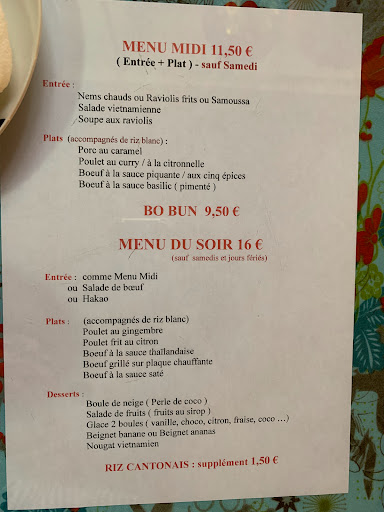 MENU MIDI 11,50 €
( Entrée + Plat ) - sauf Samedi
Entrée :
Nems chauds ou Raviolis frits ou Samoussa
Salade vietnamienne
Soupe aux raviolis
Plats (accompagnés de riz blanc) :
Porc au caramel
Poulet au curry / à la citronnelle
Boeuf à la sauce piquante / aux cinq épices
Boeuf à la sauce basilic ( pimenté )
BO BUN 9,50 €
MENU DU SOIR 16 €
(sauf samedis et jours fériés)
Entrée : comme Menu Midi
ou Salade de bœuf
ou Hakao
Plats : (accompagnés de riz blanc)
Poulet au gingembre
Poulet frit au citron
Boeuf à la sauce thaïlandaise
Boeuf grillé sur plaque chauffante
Boeuf à la sauce saté
Desserts :
Boule de neige ( Perle de coco )
Salade de fruits ( fruits au sirop )
Glace 2 boules ( vanille, choco, citron, fraise, coco …)
Beignet banane ou Beignet ananas
Nougat vietnamien
RIZ CANTONAIS : supplément 1,50 €